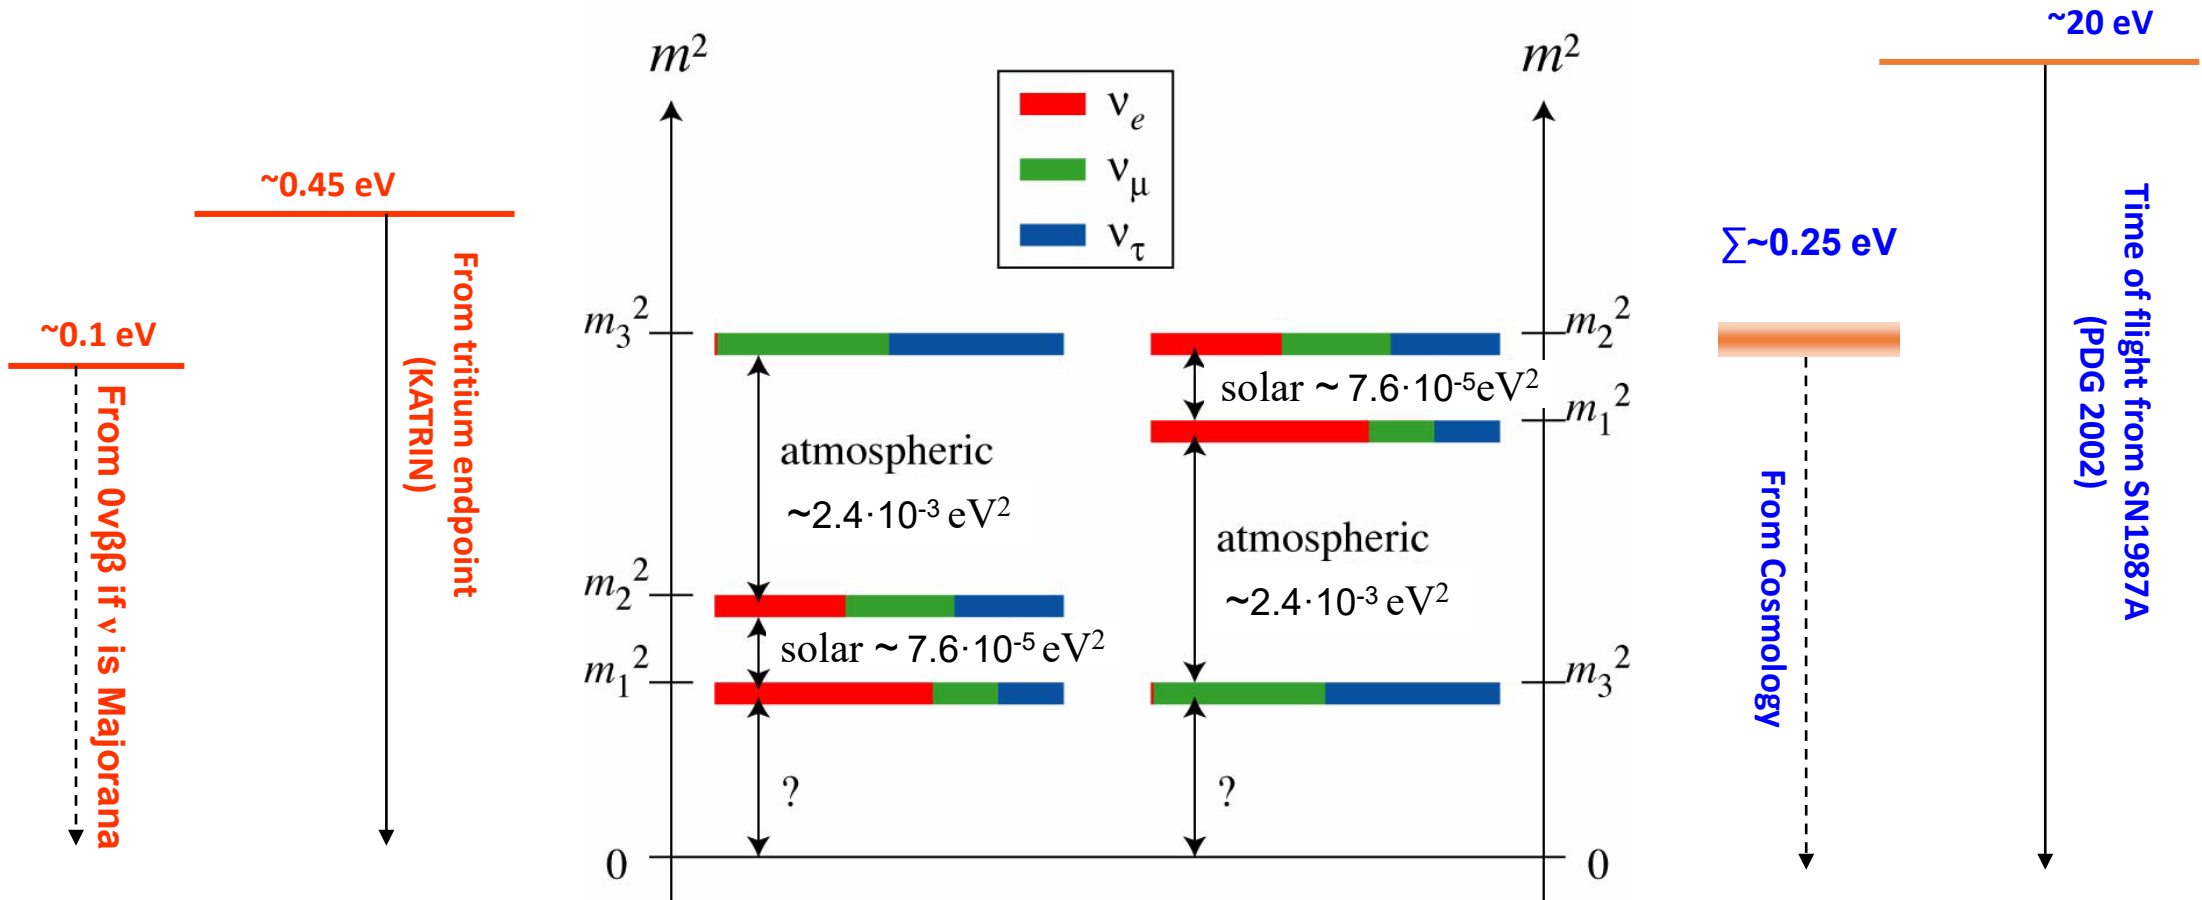 ~0.1 eV
From 0νββ if ν is Majorana
~0.45 eV
From tritium endpoint
(KATRIN)
m²
ν_e
ν_μ
ν_τ
m₃²
atmospheric
~2.4·10⁻³ eV²
m₂²
solar ~ 7.6·10⁻⁵ eV²
m₁²
?
0
m²
m₂²
solar ~ 7.6·10⁻⁵eV²
m₁²
atmospheric
~2.4·10⁻³ eV²
m₃²
?
0
∑~0.25 eV
From Cosmology
~20 eV
Time of flight from SN1987A
(PDG 2002)